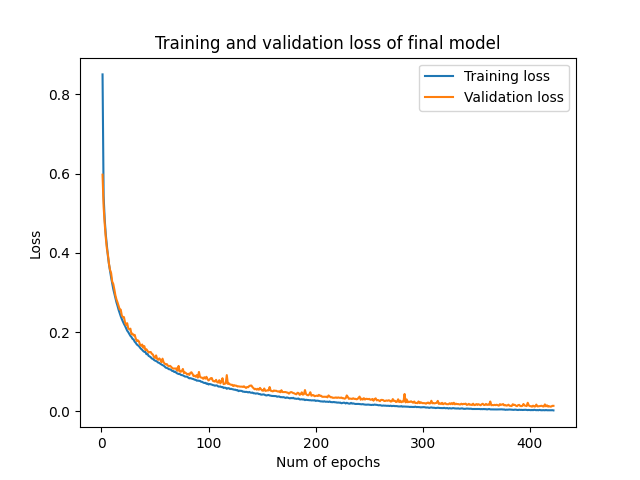 Training and validation loss of final model
Training loss
Validation loss
0.8
0.6
0.4
0.2
0.0
Loss
0
100
200
300
400
Num of epochs